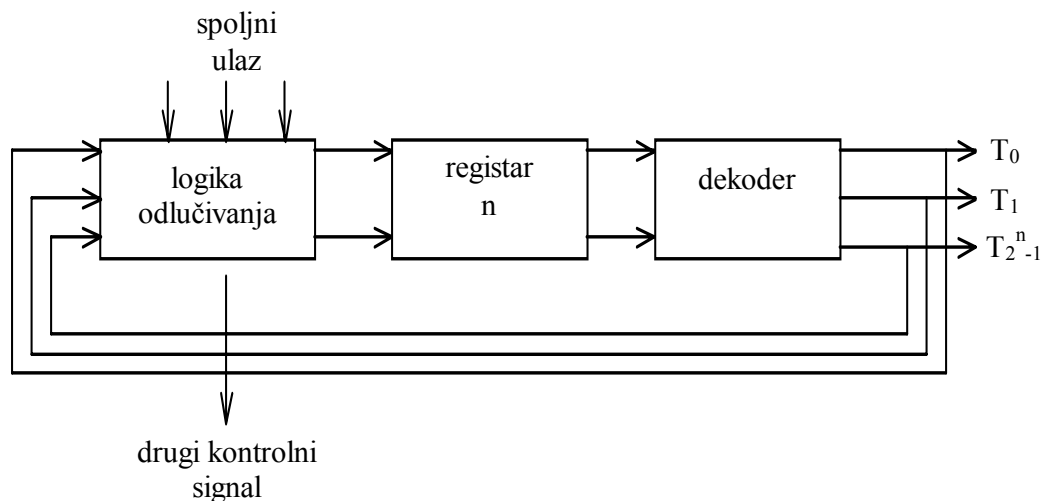 spoljni
ulaz
logika
odlučivanja
registar
n
dekoder
T₀
T₁
T₂ⁿ₋₁
drugi kontrolni
signal